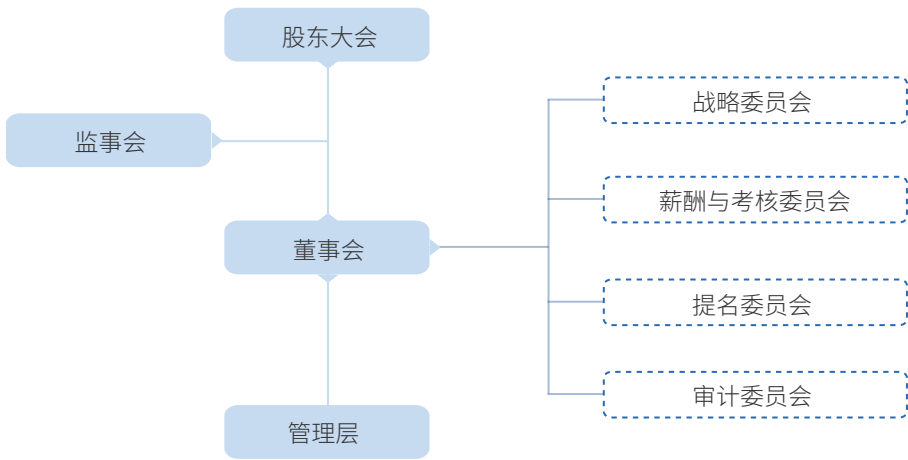 股东大会
监事会
董事会
管理层
战略委员会
薪酬与考核委员会
提名委员会
审计委员会